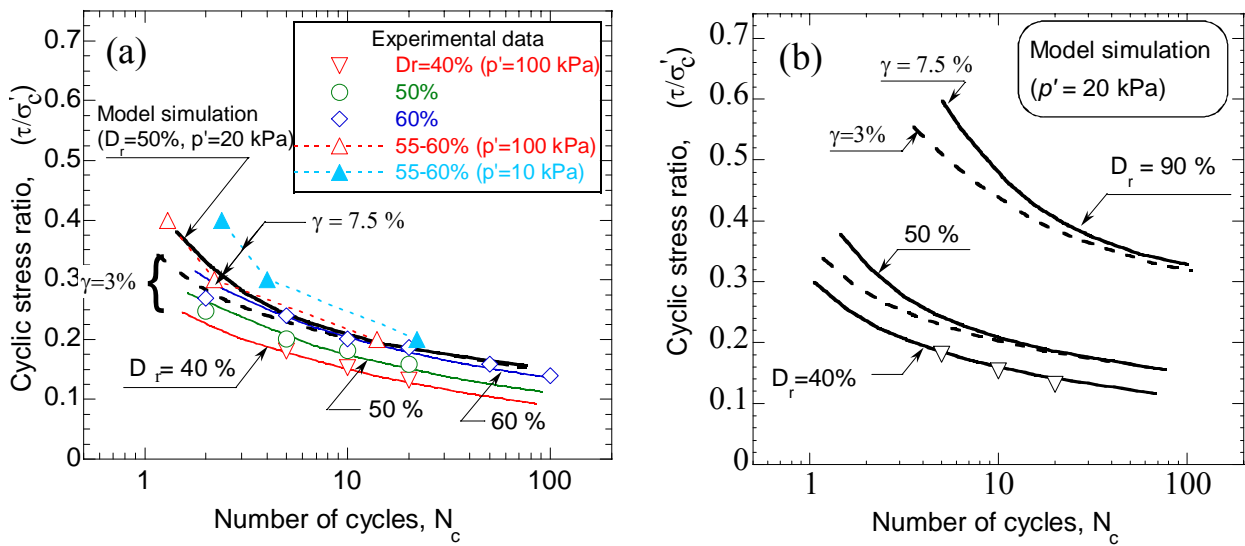 (a)
Experimental data
Dr=40% (p'=100 kPa)
50%
60%
55-60% (p'=100 kPa)
55-60% (p'=10 kPa)
Model simulation
(Dr=50%, p'=20 kPa)
γ = 7.5 %
γ=3%
{
D r= 40 %
50 %
60 %
0.7
0.6
0.5
0.4
0.3
0.2
0.1
0
1
10
100
Cyclic stress ratio, (τ/σ'c)
Number of cycles, Nc
(b)
Model simulation
(p' = 20 kPa)
γ = 7.5 %
γ=3%
Dr= 90 %
50 %
Dr=40%
0.7
0.6
0.5
0.4
0.3
0.2
0.1
0
1
10
100
Cyclic stress ratio, (τ/σ'c)
Number of cycles, Nc